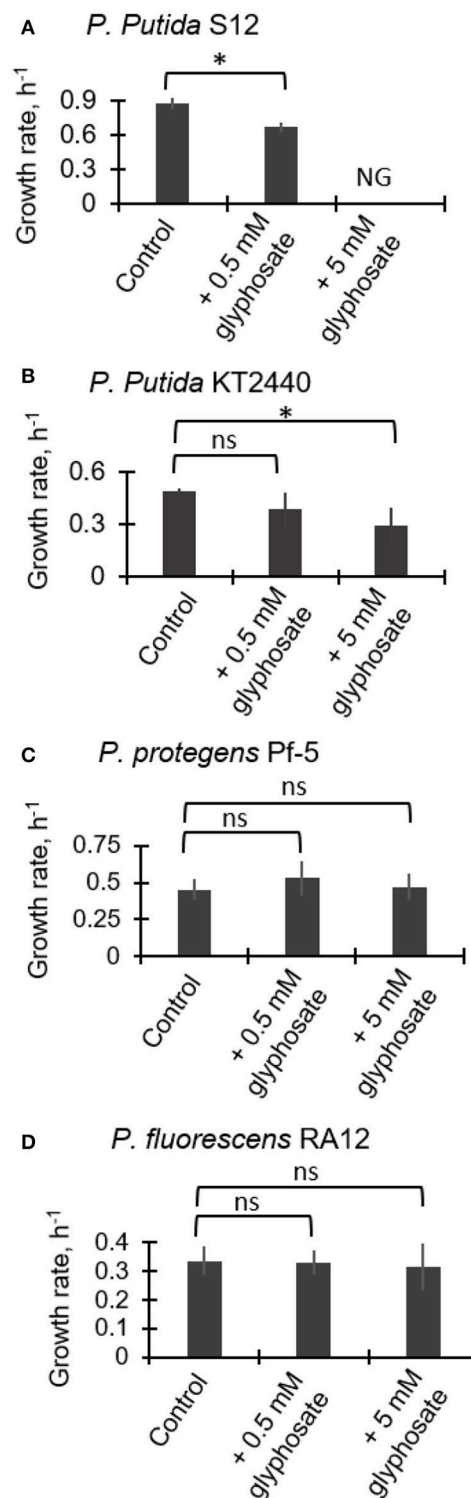 A P. Putida S12
*
Growth rate, h-1
0.9
0.6
0.3
0
NG
Control
+ 0.5 mM
glyphosate
+ 5 mM
glyphosate
B P. Putida KT2440
*
ns
Growth rate, h-1
0.6
0.3
0
Control
+ 0.5 mM
glyphosate
+ 5 mM
glyphosate
C P. protegens Pf-5
ns
ns
Growth rate, h-1
0.75
0.5
0.25
0
Control
+ 0.5 mM
glyphosate
+ 5 mM
glyphosate
D P. fluorescens RA12
ns
ns
Growth rate, h-1
0.4
0.3
0.2
0.1
0
Control
+ 0.5 mM
glyphosate
+ 5 mM
glyphosate